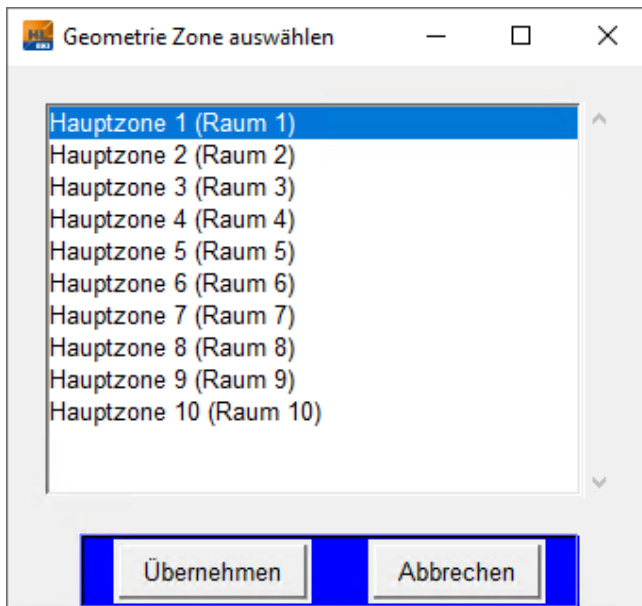 Geometrie Zone auswählen
Hauptzone 1 (Raum 1)
Hauptzone 2 (Raum 2)
Hauptzone 3 (Raum 3)
Hauptzone 4 (Raum 4)
Hauptzone 5 (Raum 5)
Hauptzone 6 (Raum 6)
Hauptzone 7 (Raum 7)
Hauptzone 8 (Raum 8)
Hauptzone 9 (Raum 9)
Hauptzone 10 (Raum 10)
Übernehmen Abbrechen